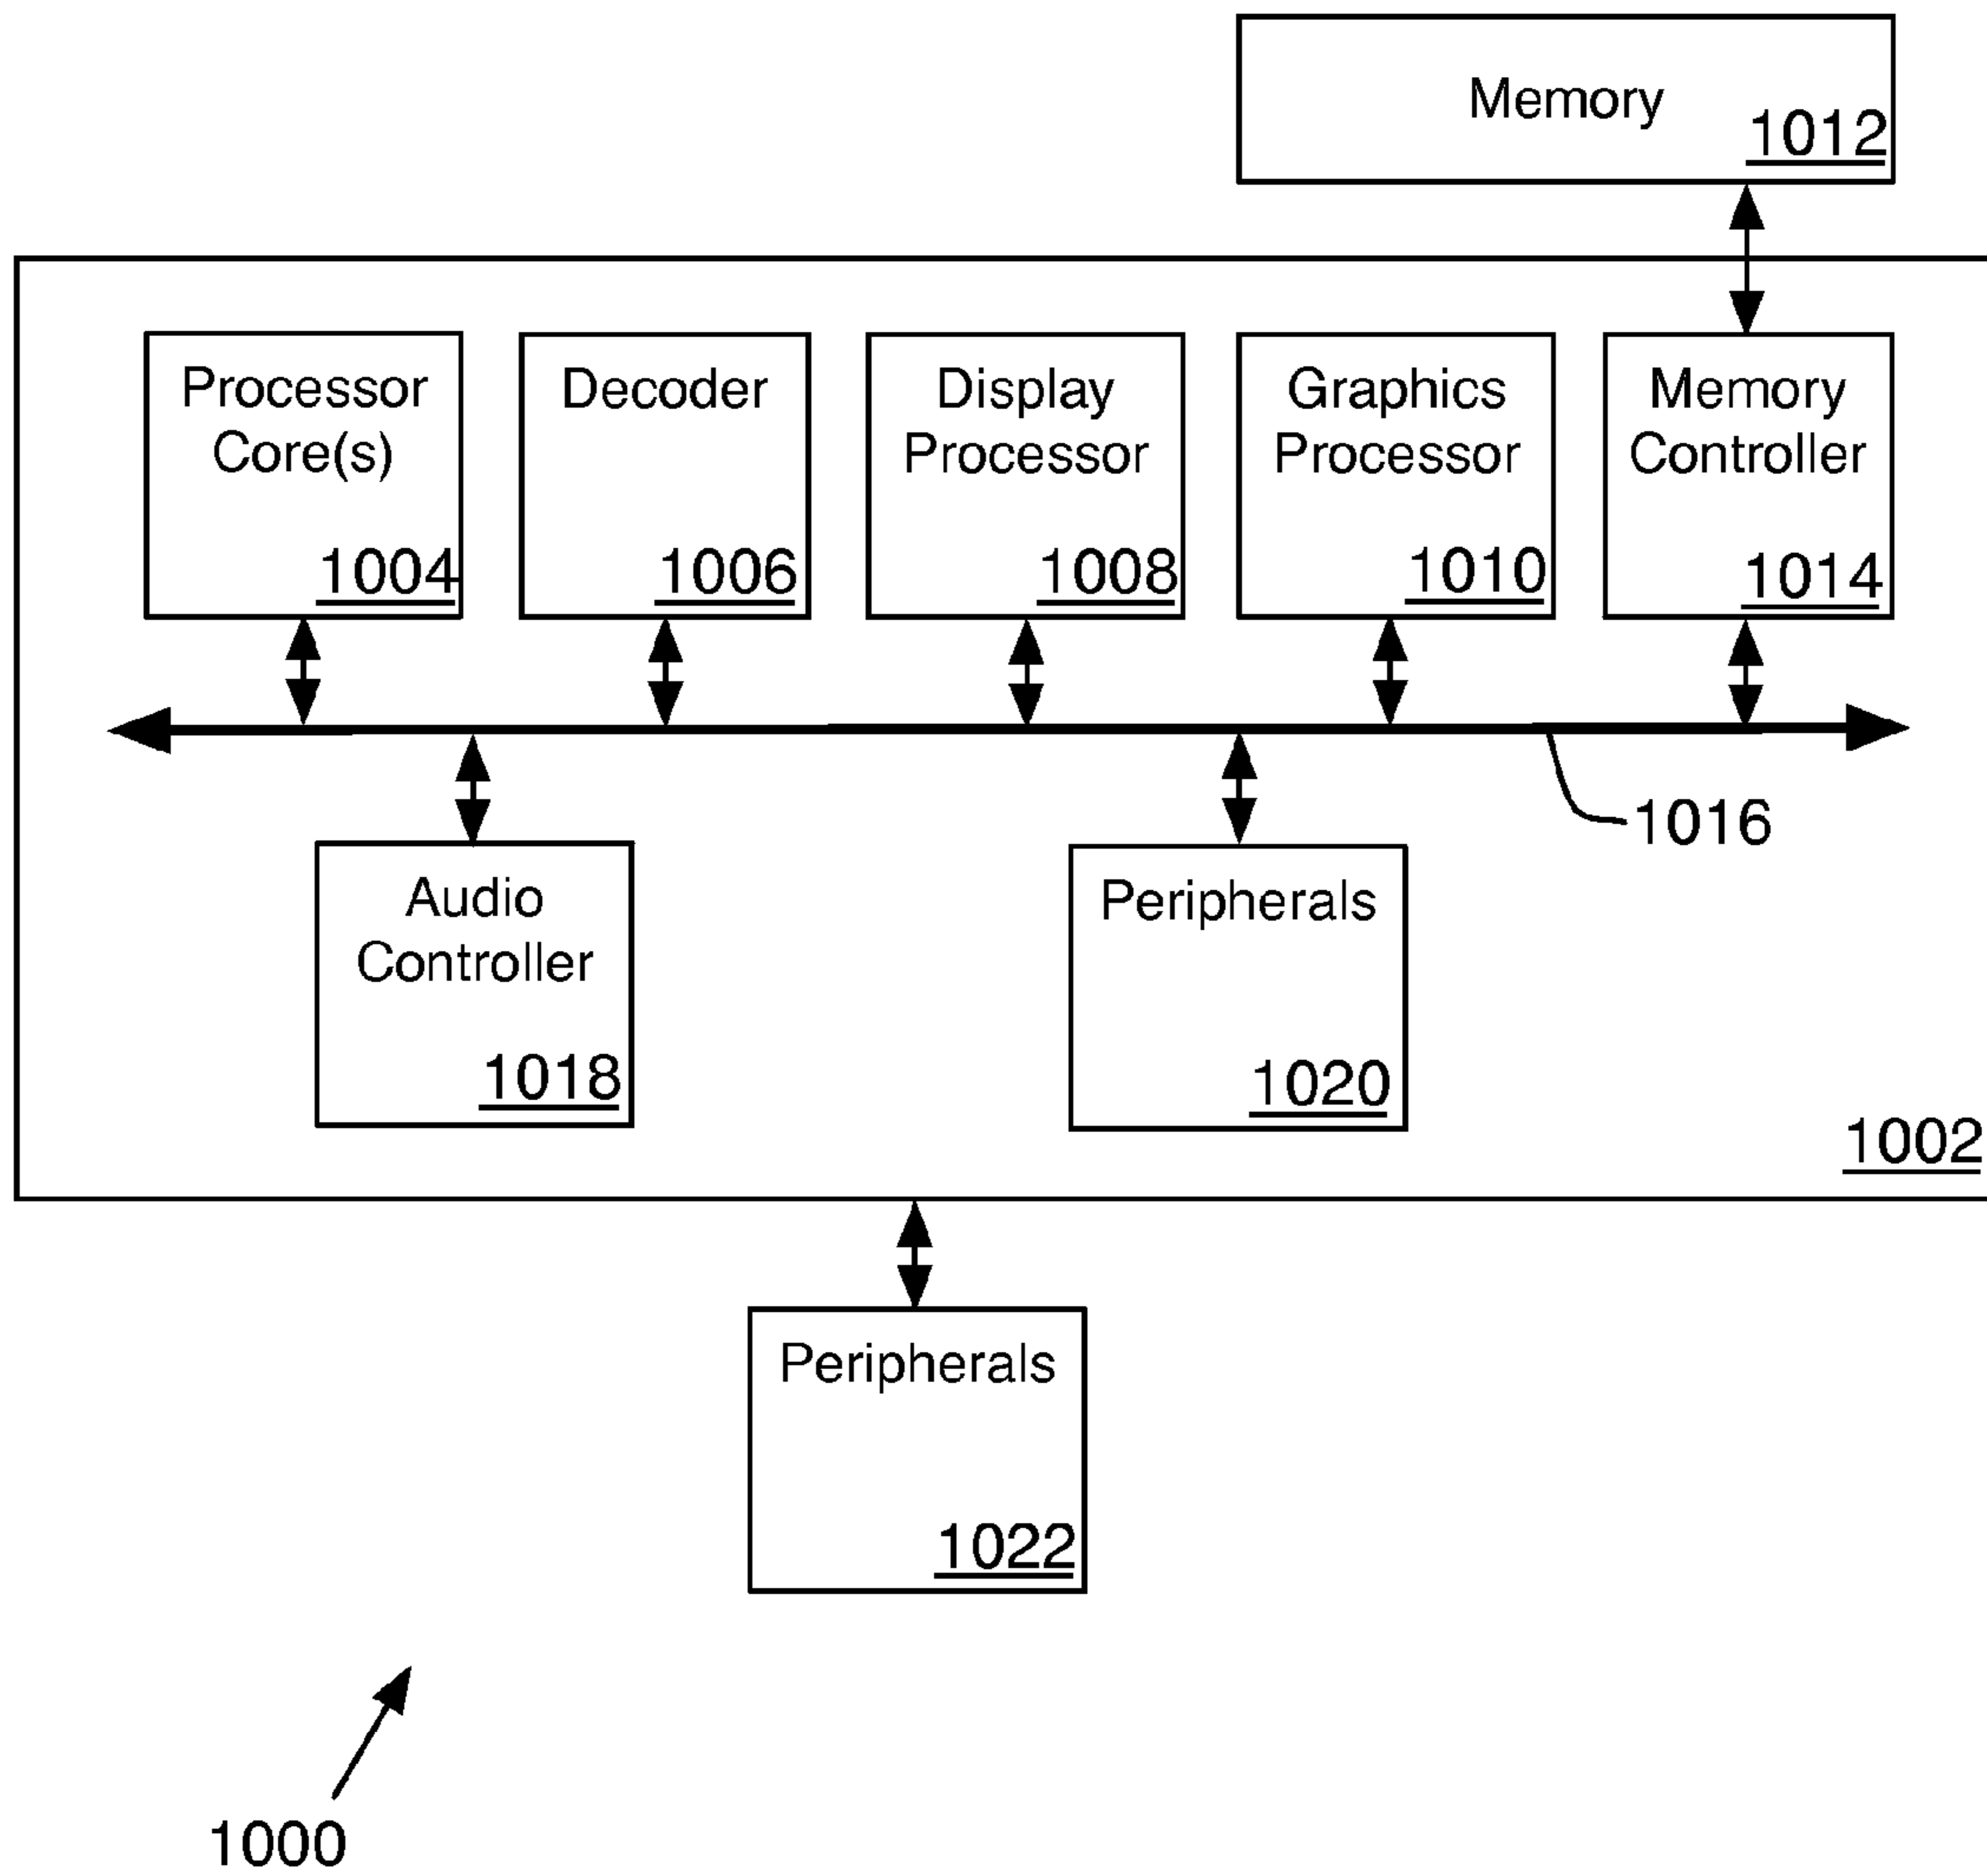 Memory
1012
Processor
Core(s)
1004
Decoder
1006
Display
Processor
1008
Graphics
Processor
1010
Memory
Controller
1014
1016
Audio
Controller
1018
Peripherals
1020
1002
Peripherals
1022
1000